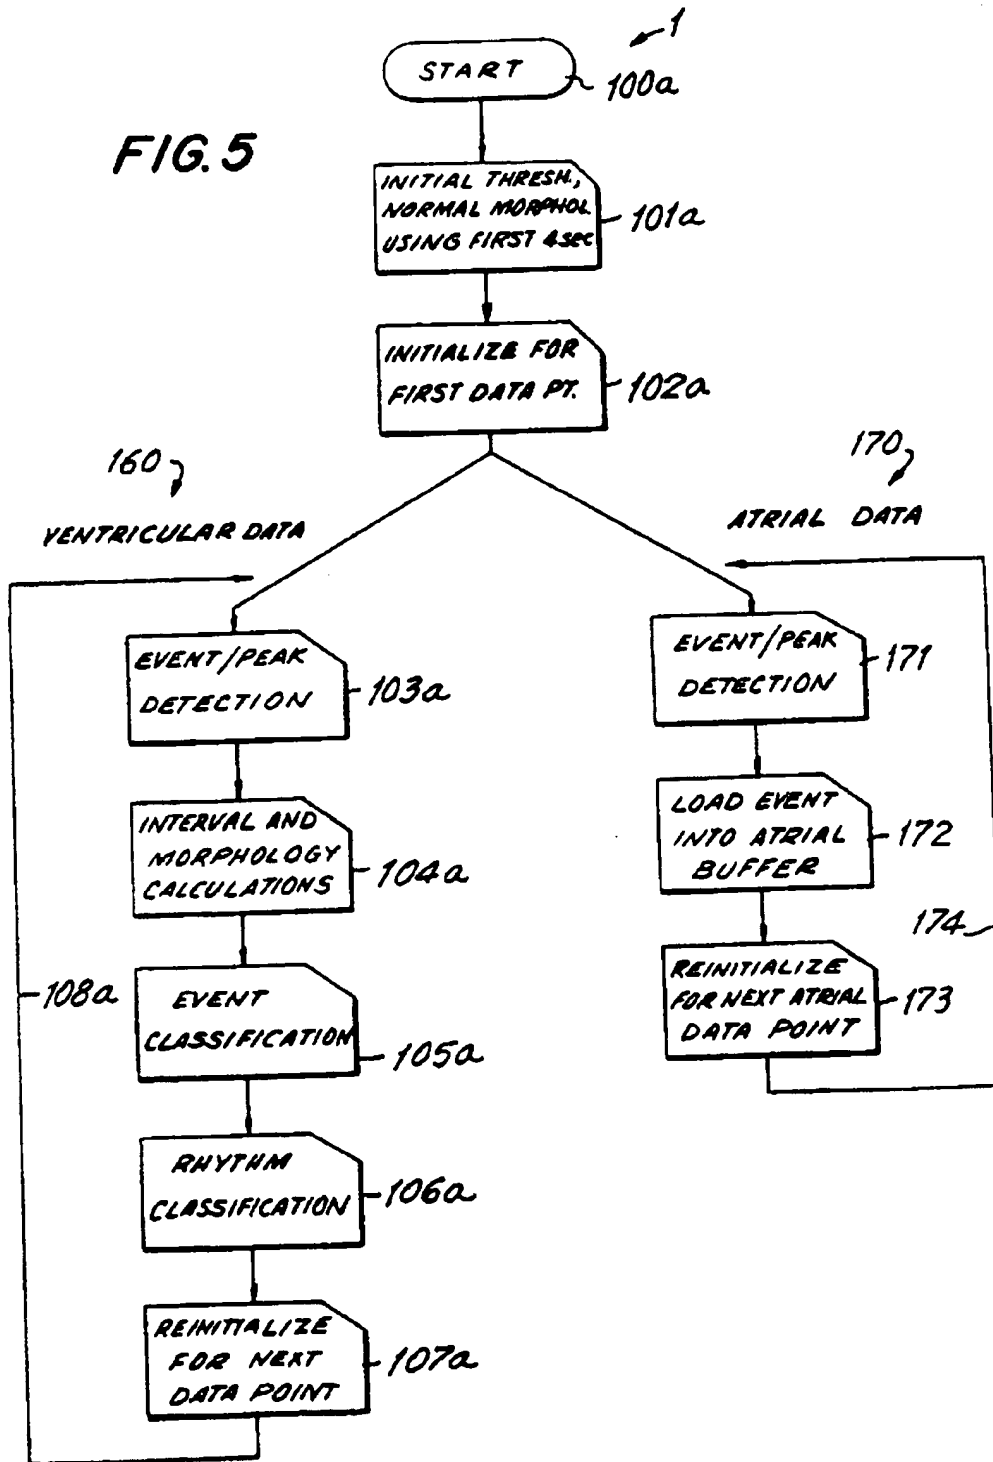 1
START
100a
FIG. 5
INITIAL THRESH.,
NORMAL MORPHOL
USING FIRST 4sec
101a
INITIALIZE FOR
FIRST DATA PT.
102a
160
VENTRICULAR DATA
170
ATRIAL DATA
EVENT/PEAK
DETECTION
103a
INTERVAL AND
MORPHOLOGY
CALCULATIONS
104a
EVENT
CLASSIFICATION
105a
RHYTHM
CLASSIFICATION
106a
REINITIALIZE
FOR NEXT
DATA POINT
107a
108a
EVENT/PEAK
DETECTION
171
LOAD EVENT
INTO ATRIAL
BUFFER
172
REINITIALIZE
FOR NEXT ATRIAL
DATA POINT
173
174